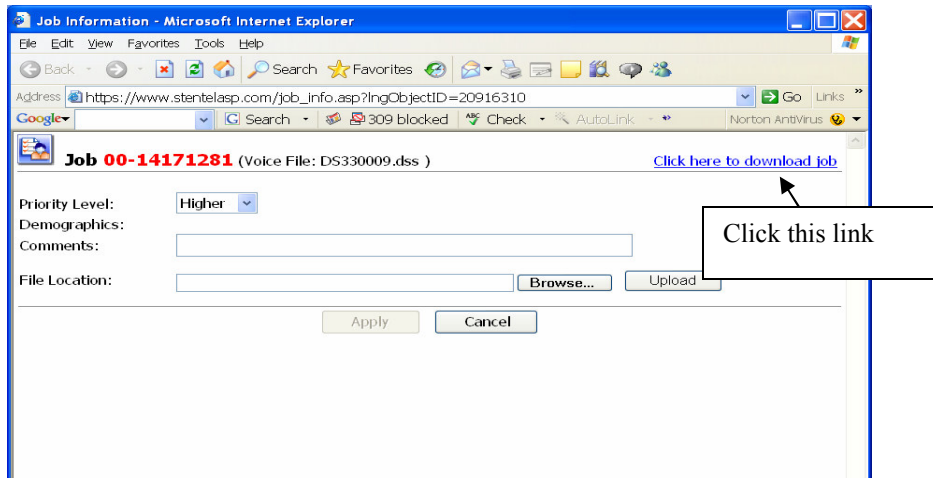 Job Information - Microsoft Internet Explorer
File Edit View Favorites Tools Help
Back Search Favorites
Address https://www.stentelasp.com/job_info.asp?lngObjectID=20916310 Go Links »
Google Search 309 blocked Check AutoLink » Norton AntiVirus
Job 00-14171281 (Voice File: DS330009.dss ) Click here to download job
Priority Level: Higher
Demographics:
Click this link
Comments:
File Location: Browse... Upload
Apply Cancel